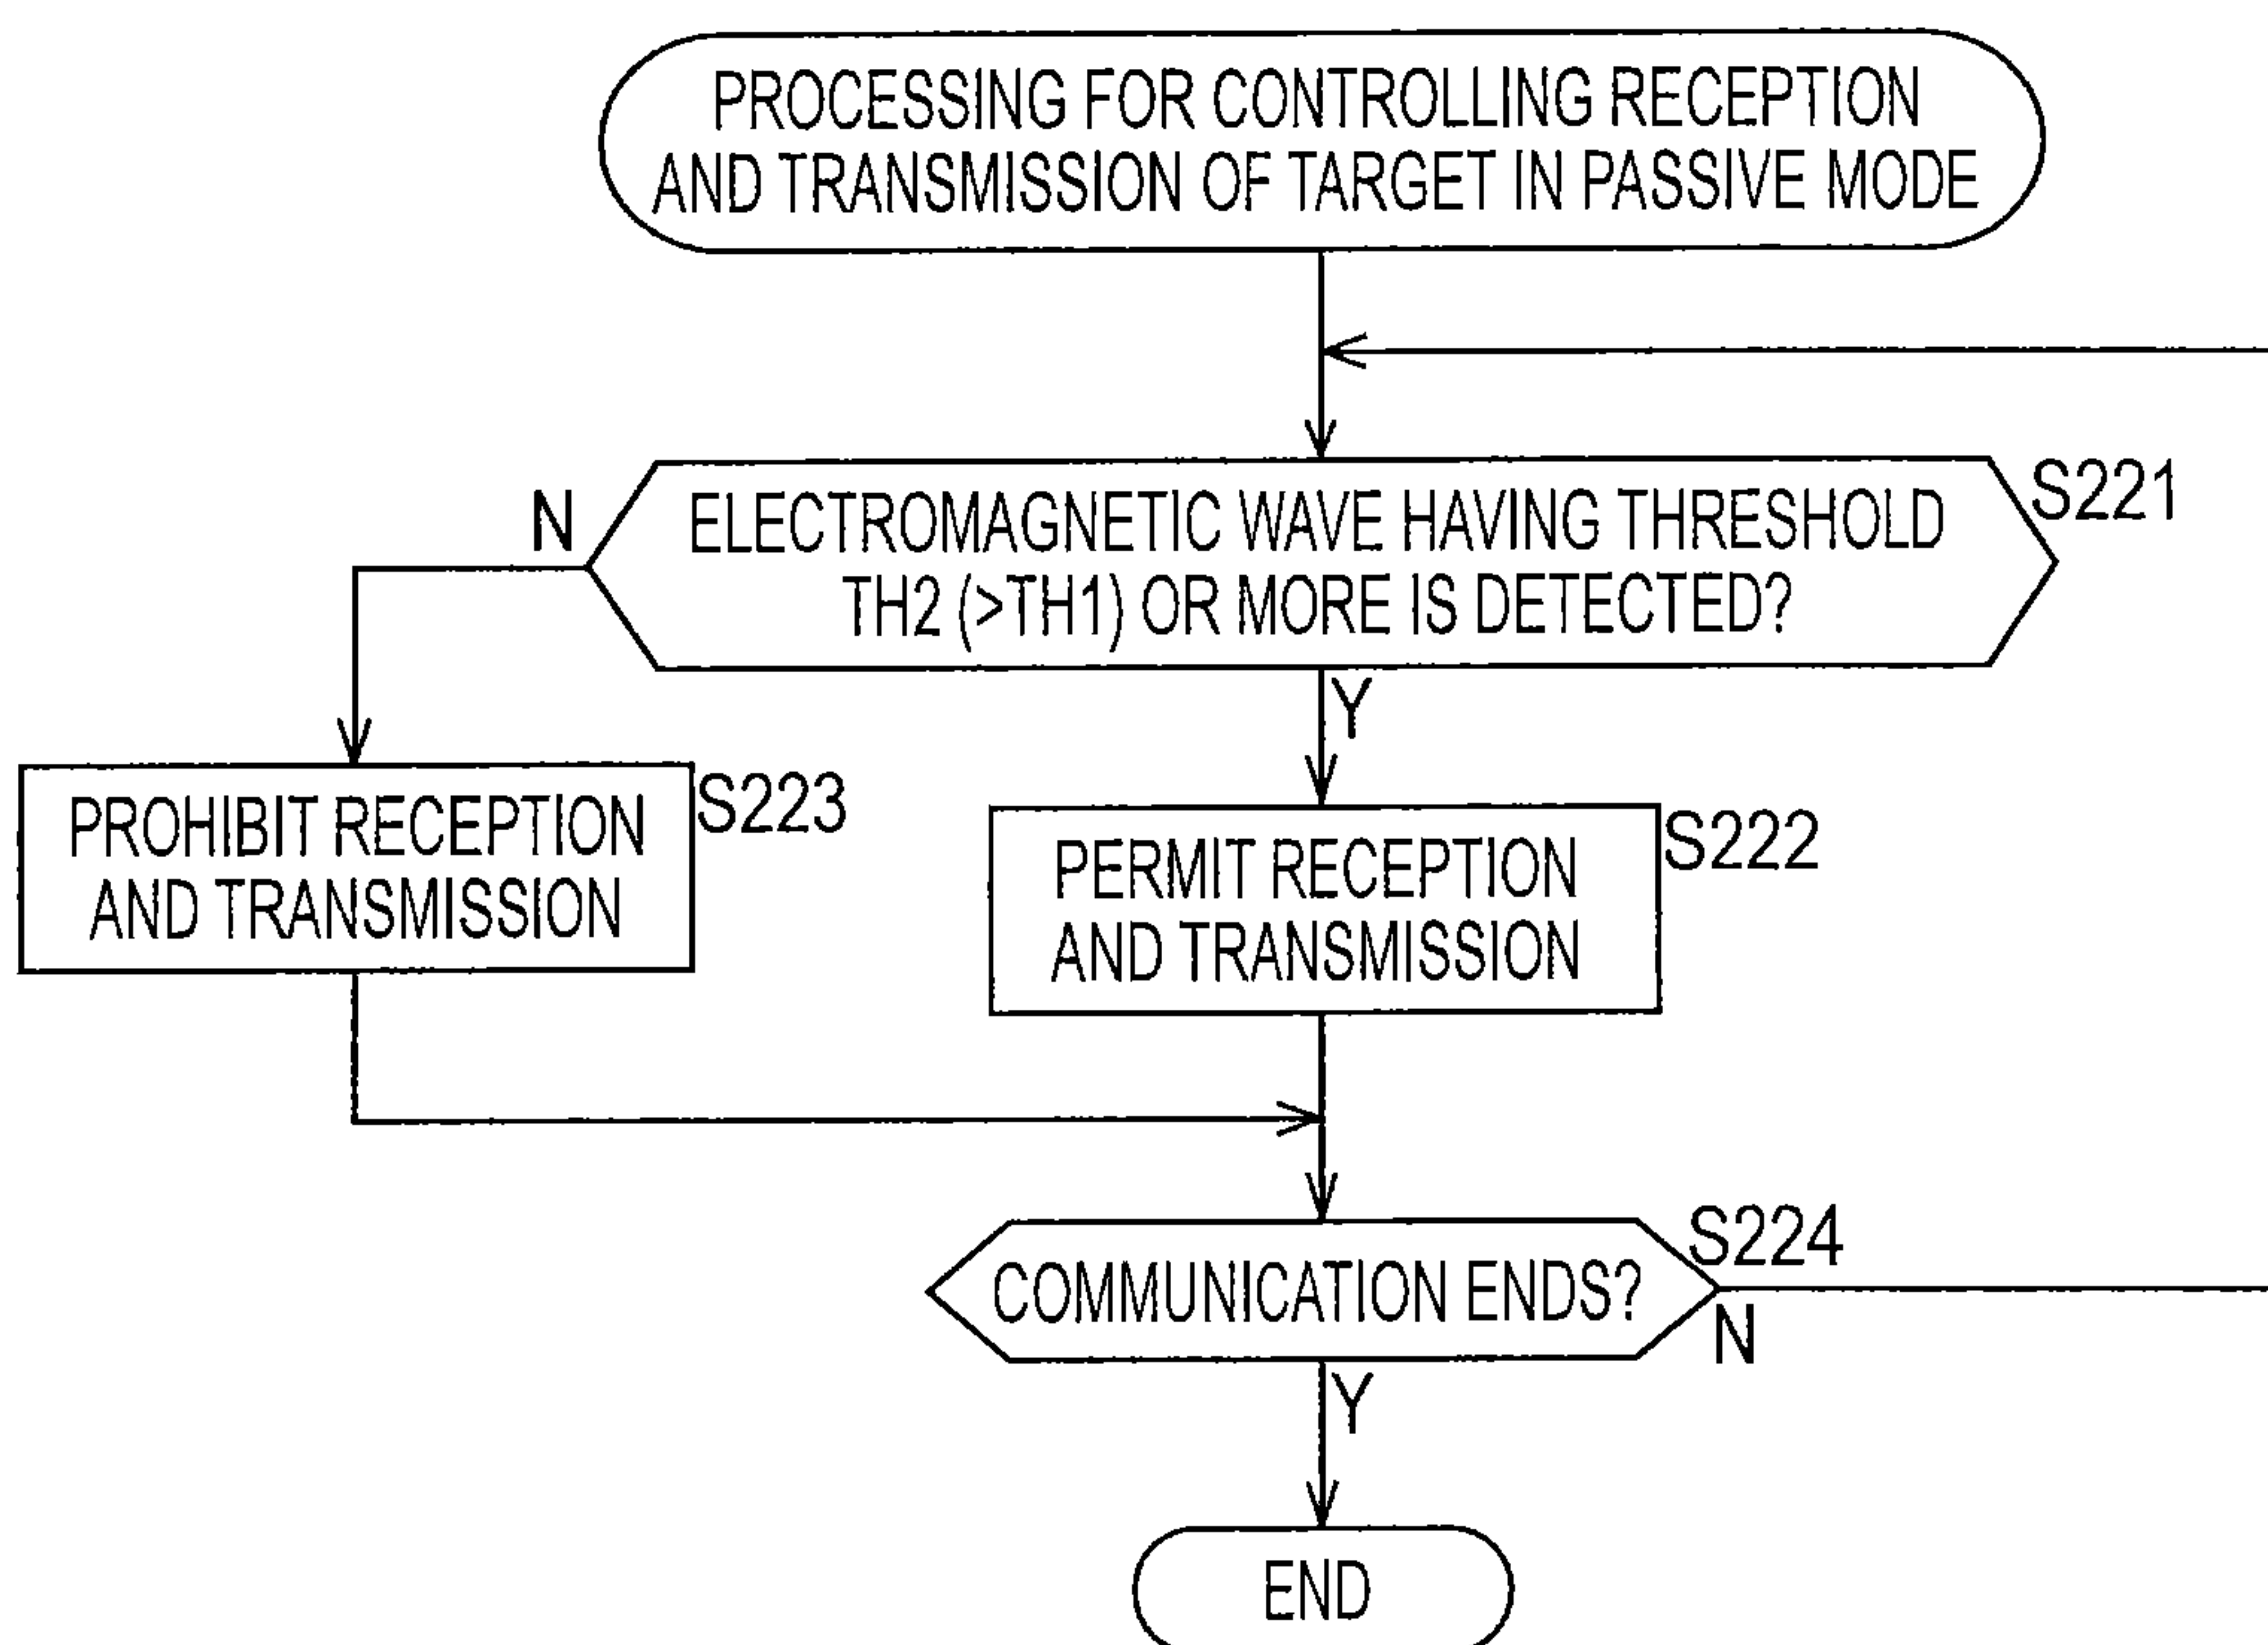 PROCESSING FOR CONTROLLING RECEPTION
AND TRANSMISSION OF TARGET IN PASSIVE MODE
ELECTROMAGNETIC WAVE HAVING THRESHOLD
TH2 (>TH1) OR MORE IS DETECTED?
S221
N
Y
PROHIBIT RECEPTION
AND TRANSMISSION
S223
PERMIT RECEPTION
AND TRANSMISSION
S222
COMMUNICATION ENDS?
S224
N
Y
END